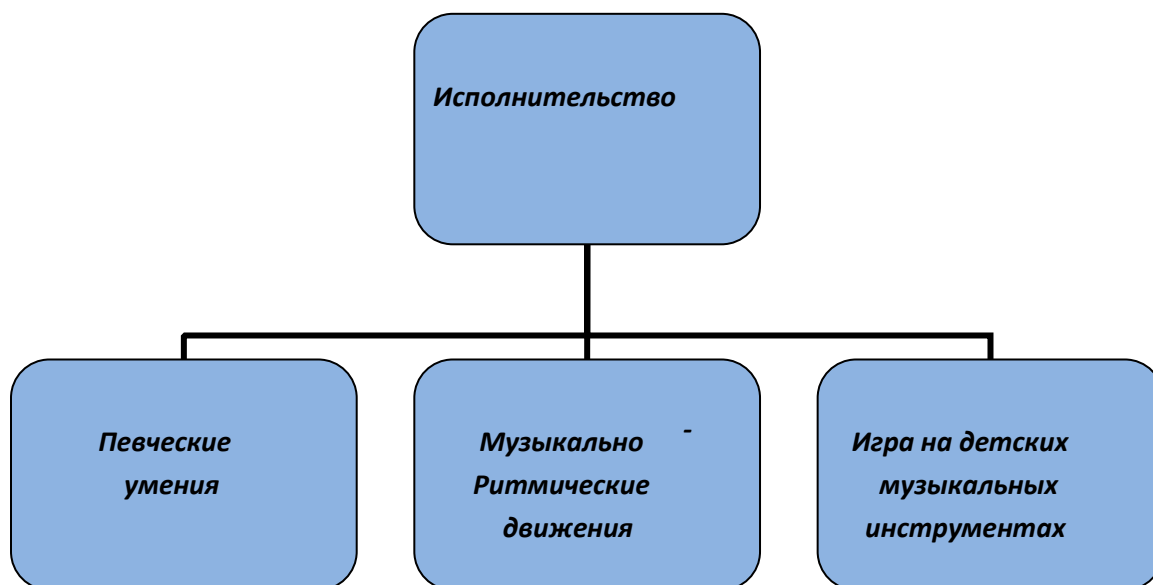 Исполнительство
Певческие
умения
Музыкально -
Ритмические
движения
Игра на детских
музыкальных
инструментах